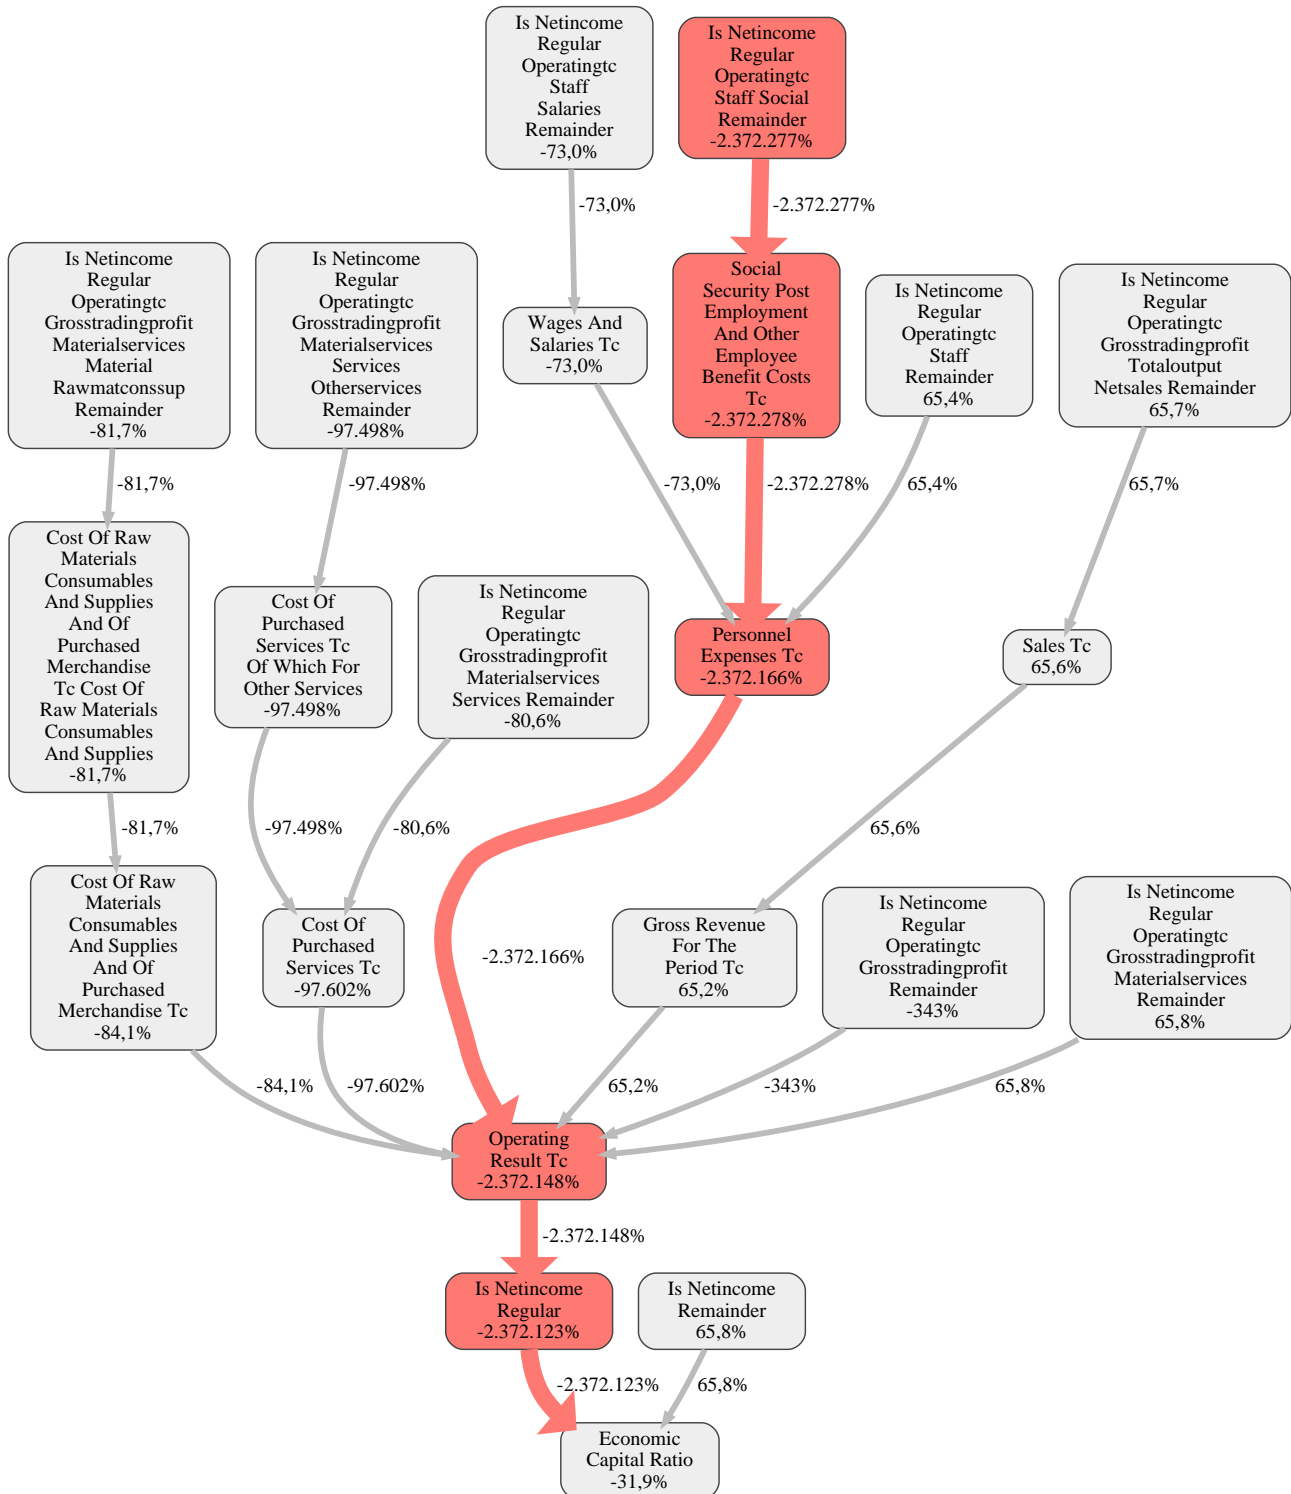 Is Netincome
Regular
Operatingtc
Staff
Salaries
Remainder
-73,0%
Is Netincome
Regular
Operatingtc
Staff Social
Remainder
-2.372.277%
-73,0%
-2.372.277%
Is Netincome
Regular
Operatingtc
Grosstradingprofit
Materialservices
Material
Rawmatconssup
Remainder
-81,7%
Is Netincome
Regular
Operatingtc
Grosstradingprofit
Materialservices
Services
Otherservices
Remainder
-97.498%
Wages And
Salaries Tc
-73,0%
Social
Security Post
Employment
And Other
Employee
Benefit Costs
Tc
-2.372.278%
Is Netincome
Regular
Operatingtc
Staff
Remainder
65,4%
Is Netincome
Regular
Operatingtc
Grosstradingprofit
Totaloutput
Netsales Remainder
65,7%
-81,7%
-97.498%
-73,0%
-2.372.278%
65,4%
65,7%
Cost Of Raw
Materials
Consumables
And Supplies
And Of
Purchased
Merchandise
Tc Cost Of
Raw Materials
Consumables
And Supplies
-81,7%
Cost Of
Purchased
Services Tc
Of Which For
Other Services
-97.498%
Is Netincome
Regular
Operatingtc
Grosstradingprofit
Materialservices
Services Remainder
-80,6%
Personnel
Expenses Tc
-2.372.166%
Sales Tc
65,6%
-81,7%
-97.498%
-80,6%
65,6%
Cost Of Raw
Materials
Consumables
And Supplies
And Of
Purchased
Merchandise Tc
-84,1%
Cost Of
Purchased
Services Tc
-97.602%
-2.372.166%
Gross Revenue
For The
Period Tc
65,2%
Is Netincome
Regular
Operatingtc
Grosstradingprofit
Remainder
-343%
Is Netincome
Regular
Operatingtc
Grosstradingprofit
Materialservices
Remainder
65,8%
-84,1%
-97.602%
65,2%
-343%
65,8%
Operating
Result Tc
-2.372.148%
-2.372.148%
Is Netincome
Regular
-2.372.123%
Is Netincome
Remainder
65,8%
-2.372.123%
65,8%
Economic
Capital Ratio
-31,9%